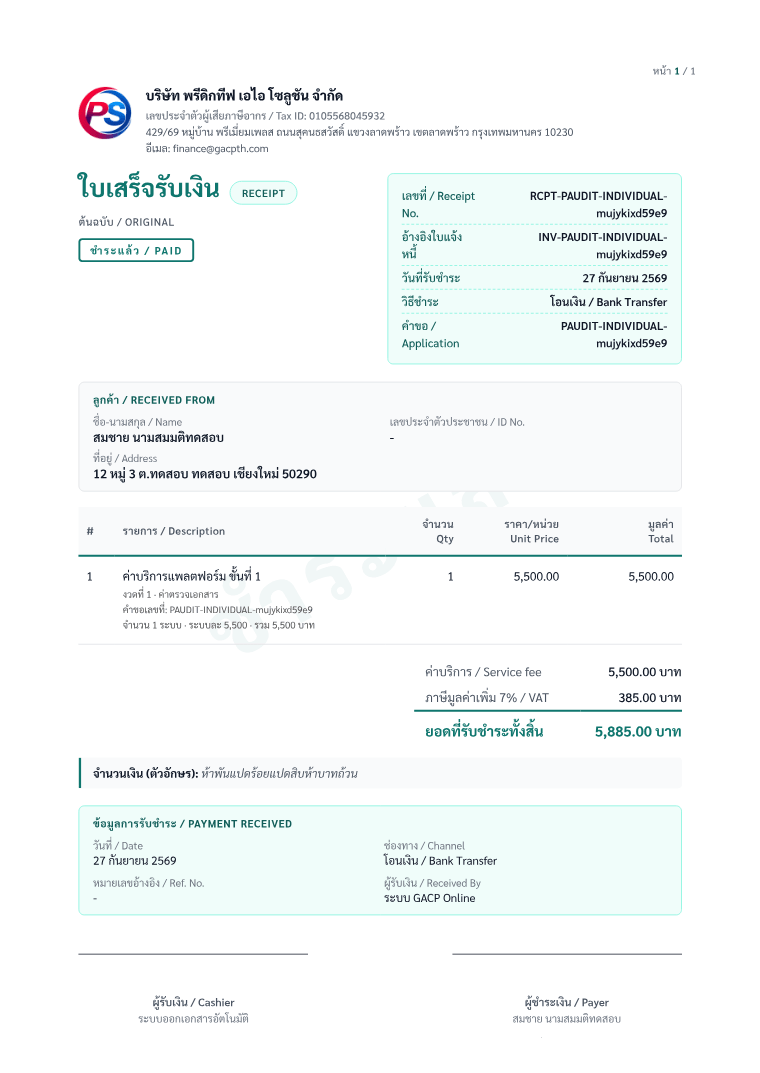 หน้า 1 / 1
PS
บริษัท พรีดิกทีฟ เอไอ โซลูชัน จำกัด
เลขประจำตัวผู้เสียภาษีอากร / Tax ID: 0105568045932
429/69 หมู่บ้าน พรีเมี่ยมเพลส ถนนสุคนธสวัสดิ์ แขวงลาดพร้าว เขตลาดพร้าว กรุงเทพมหานคร 10230
อีเมล: finance@gacpth.com
ใบเสร็จรับเงิน RECEIPT
ต้นฉบับ / ORIGINAL
ชำระแล้ว / PAID
เลขที่ / Receipt No. RCPT-PAUDIT-INDIVIDUAL-mujykixd59e9
อ้างอิงใบแจ้งหนี้ INV-PAUDIT-INDIVIDUAL-mujykixd59e9
วันที่รับชำระ 27 กันยายน 2569
วิธีชำระ โอนเงิน / Bank Transfer
คำขอ / Application PAUDIT-INDIVIDUAL-mujykixd59e9
ลูกค้า / RECEIVED FROM
ชื่อ-นามสกุล / Name เลขประจำตัวประชาชน / ID No.
สมชาย นามสมมติทดสอบ -
ที่อยู่ / Address
12 หมู่ 3 ต.ทดสอบ ทดสอบ เชียงใหม่ 50290
# รายการ / Description จำนวน Qty ราคา/หน่วย Unit Price มูลค่า Total
1 ค่าบริการแพลตฟอร์ม ขั้นที่ 1 1 5,500.00 5,500.00
งวดที่ 1 · ค่าตรวจเอกสาร
คำขอเลขที่: PAUDIT-INDIVIDUAL-mujykixd59e9
จำนวน 1 ระบบ · ระบบละ 5,500 · รวม 5,500 บาท
ค่าบริการ / Service fee 5,500.00 บาท
ภาษีมูลค่าเพิ่ม 7% / VAT 385.00 บาท
ยอดที่รับชำระทั้งสิ้น 5,885.00 บาท
จำนวนเงิน (ตัวอักษร): ห้าพันแปดร้อยแปดสิบห้าบาทถ้วน
ข้อมูลการรับชำระ / PAYMENT RECEIVED
วันที่ / Date ช่องทาง / Channel
27 กันยายน 2569 โอนเงิน / Bank Transfer
หมายเลขอ้างอิง / Ref. No. ผู้รับเงิน / Received By
- ระบบ GACP Online
ผู้รับเงิน / Cashier ผู้ชำระเงิน / Payer
ระบบออกเอกสารอัตโนมัติ สมชาย นามสมมติทดสอบ